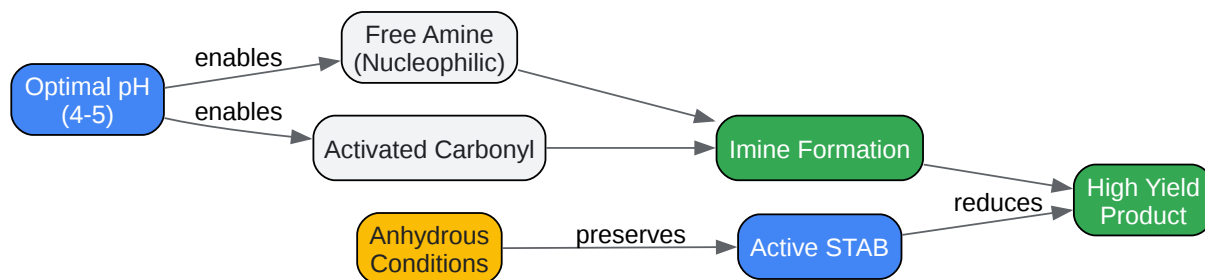 Optimal pH
(4-5)
enables
enables
Free Amine
(Nucleophilic)
Activated Carbonyl
Imine Formation
Anhydrous
Conditions
preserves
Active STAB
reduces
High Yield
Product